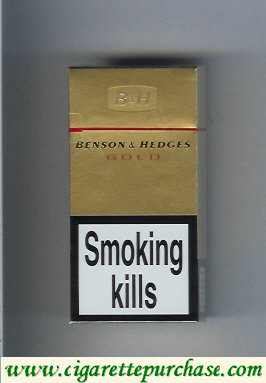 B&H
BENSON & HEDGES
GOLD
Smoking
kills
www.cigarettepurchase.com